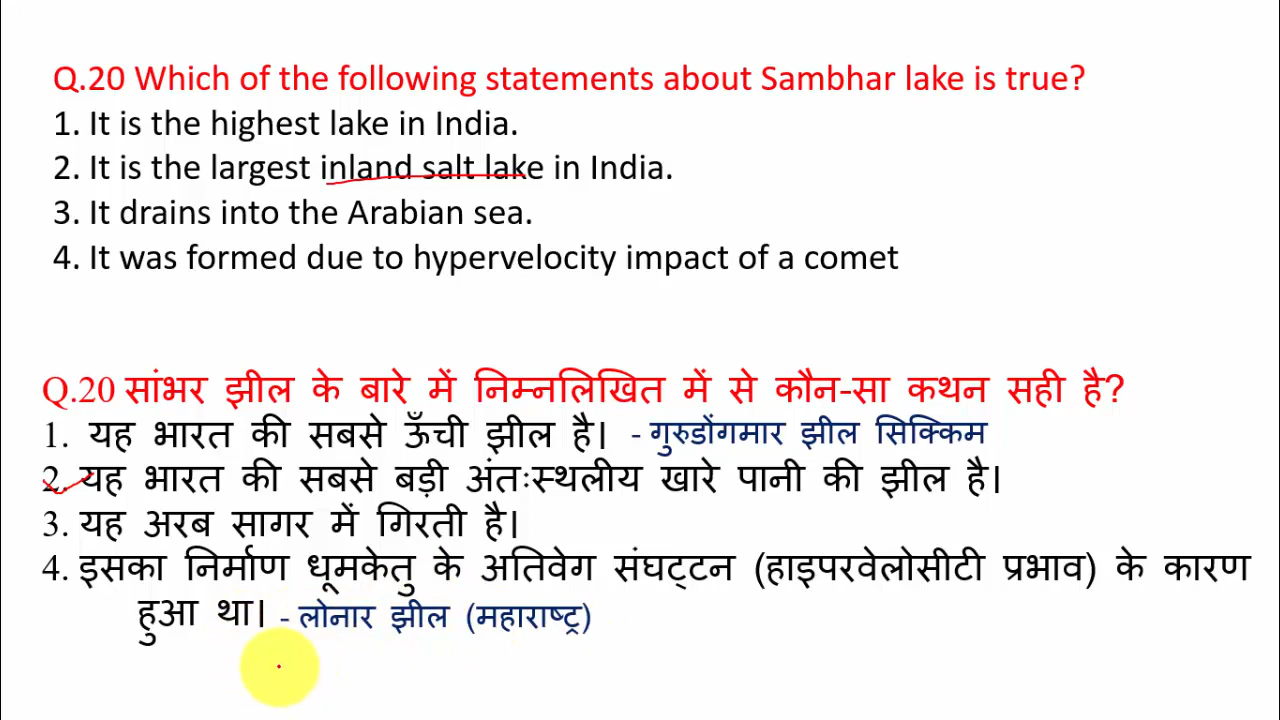 Q.20 Which of the following statements about Sambhar lake is true?
1. It is the highest lake in India.
2. It is the largest inland salt lake in India.
3. It drains into the Arabian sea.
4. It was formed due to hypervelocity impact of a comet
Q.20 सांभर झील के बारे में निम्नलिखित में से कौन-सा कथन सही है?
1. यह भारत की सबसे ऊँची झील है। - गुरुडोंगमार झील सिक्किम
2. यह भारत की सबसे बड़ी अंतःस्थलीय खारे पानी की झील है।
3. यह अरब सागर में गिरती है।
4. इसका निर्माण धूमकेतु के अतिवेग संघट्टन (हाइपरवेलोसीटी प्रभाव) के कारण
हुआ था। - लोनार झील (महाराष्ट्र)